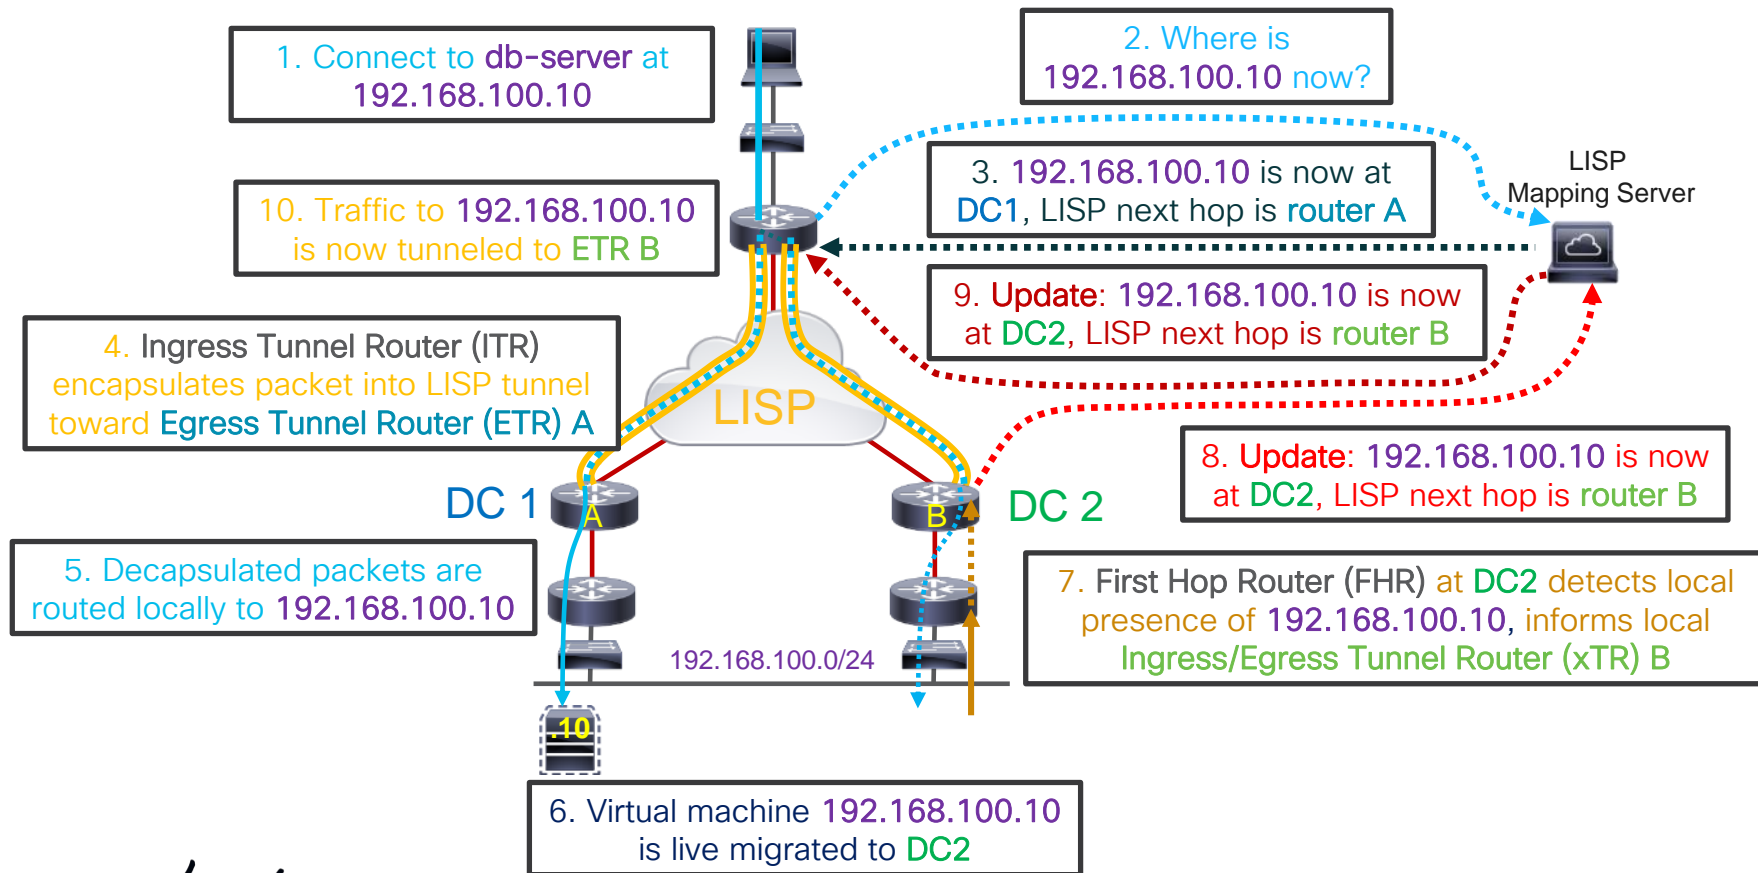 1. Connect to db-server at
192.168.100.10
2. Where is
192.168.100.10 now?
3. 192.168.100.10 is now at
DC1, LISP next hop is router A
LISP
Mapping Server
10. Traffic to 192.168.100.10
is now tunneled to ETR B
9. Update: 192.168.100.10 is now
at DC2, LISP next hop is router B
4. Ingress Tunnel Router (ITR)
encapsulates packet into LISP tunnel
toward Egress Tunnel Router (ETR) A
LISP
8. Update: 192.168.100.10 is now
at DC2, LISP next hop is router B
DC 1
A
B
DC 2
5. Decapsulated packets are
routed locally to 192.168.100.10
7. First Hop Router (FHR) at DC2 detects local
presence of 192.168.100.10, informs local
Ingress/Egress Tunnel Router (xTR) B
192.168.100.0/24
.10
6. Virtual machine 192.168.100.10
is live migrated to DC2